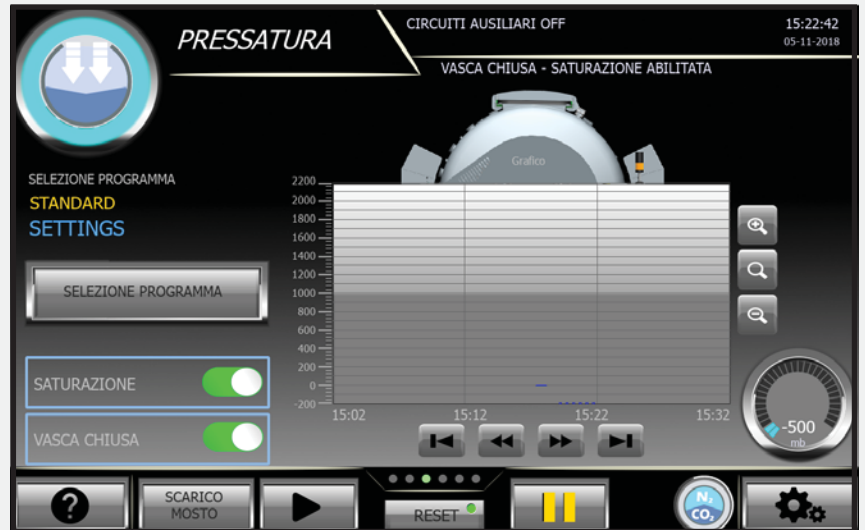 PRESSATURA
CIRCUITI AUSILIARI OFF
15:22:42
05-11-2018
VASCA CHIUSA - SATURAZIONE ABILITATA
Grafico
SELEZIONE PROGRAMMA
STANDARD
SETTINGS
SELEZIONE PROGRAMMA
SATURAZIONE
VASCA CHIUSA
2200
2000
1800
1600
1400
1200
1000
800
600
400
200
0
-200
15:02
15:12
15:22
15:32
-500
mb
?
SCARICO
MOSTO
RESET
N2
CO2